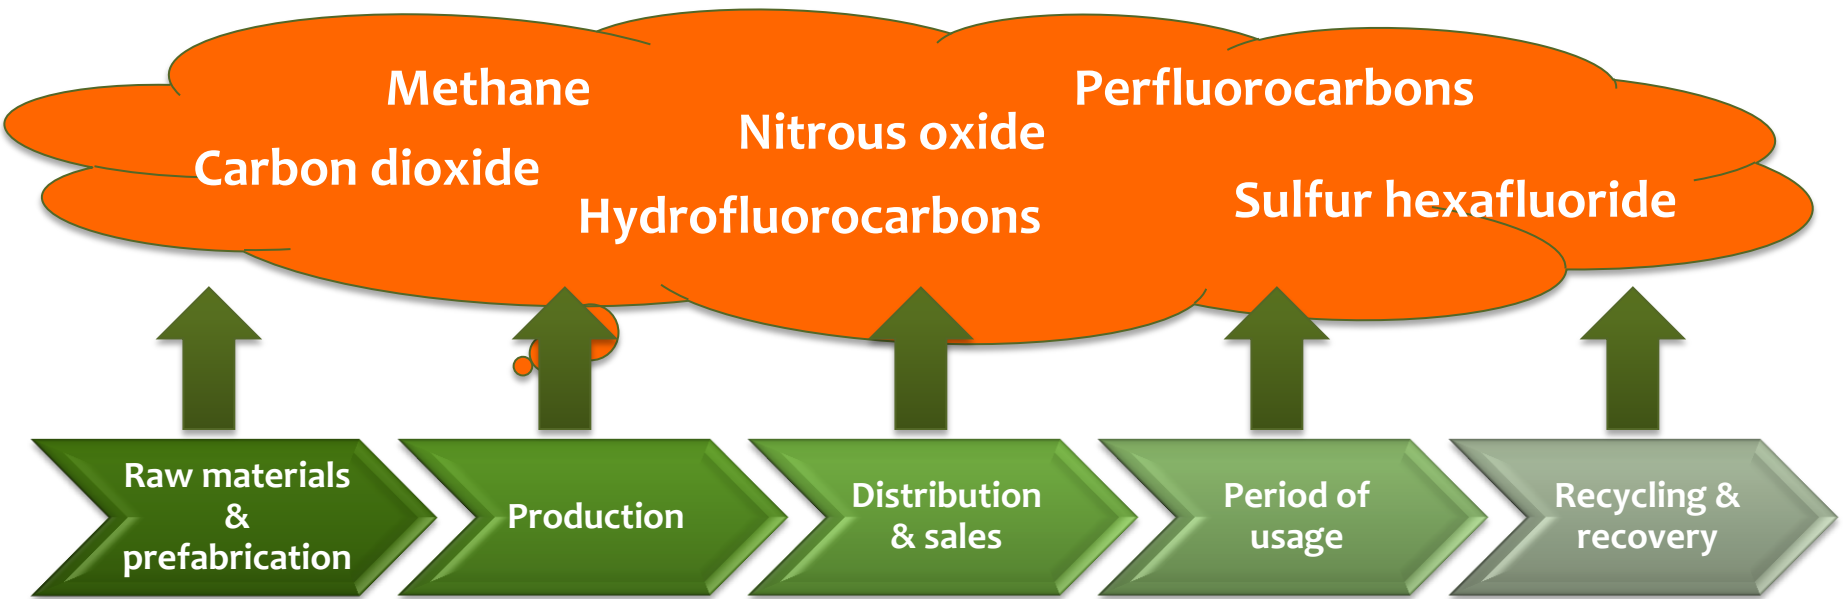 Methane
Perfluorocarbons
Nitrous oxide
Carbon dioxide
Sulfur hexafluoride
Hydrofluorocarbons
Raw materials
&
prefabrication
Production
Distribution
& sales
Period of
usage
Recycling &
recovery